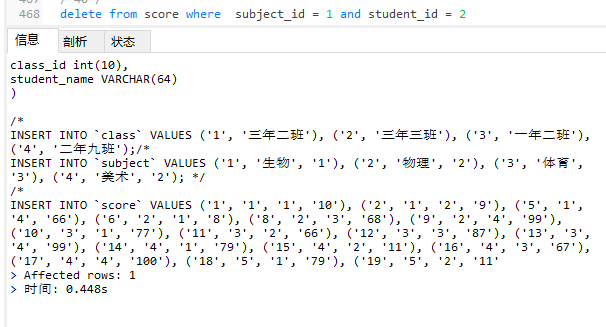 468 delete from score where  subject_id = 1 and student_id = 2
信息 剖析 状态
class_id int(10),
student_name VARCHAR(64)
)
/*
INSERT INTO `class` VALUES ('1', '三年二班'), ('2', '三年三班'), ('3', '一年二班'),
('4', '二年九班');/*
INSERT INTO `subject` VALUES ('1', '生物', '1'), ('2', '物理', '2'), ('3', '体育',
'3'), ('4', '美术', '2'); */
/*
INSERT INTO `score` VALUES ('1', '1', '1', '10'), ('2', '1', '2', '9'), ('5', '1',
'4', '66'), ('6', '2', '1', '8'), ('8', '2', '3', '68'), ('9', '2', '4', '99'),
('10', '3', '1', '77'), ('11', '3', '2', '66'), ('12', '3', '3', '87'), ('13', '3',
'4', '99'), ('14', '4', '1', '79'), ('15', '4', '2', '11'), ('16', '4', '3', '67'),
('17', '4', '4', '100'), ('18', '5', '1', '79'), ('19', '5', '2', '11'
> Affected rows: 1
> 时间: 0.448s